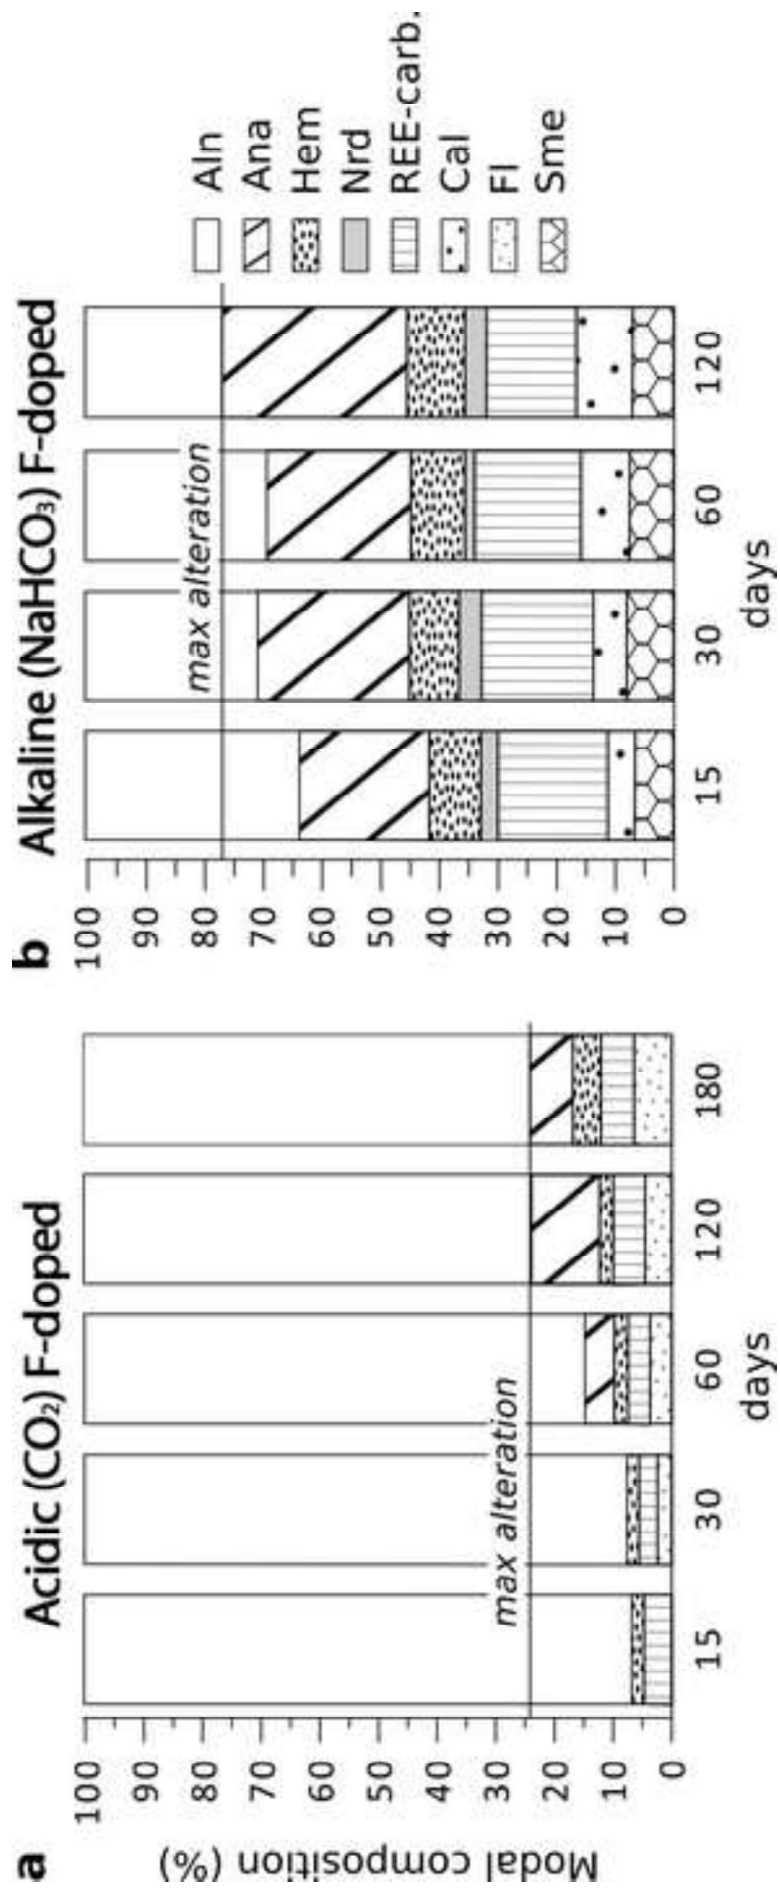 a
Acidic (CO₂) F-doped
Modal composition (%)
100
90
80
70
60
50
40
30
20
10
0
max alteration
15
30
60
120
180
days
b
Alkaline (NaHCO₃) F-doped
100
90
80
70
60
50
40
30
20
10
0
max alteration
15
30
60
120
days
Aln
Ana
Hem
Nrd
REE-carb.
Cal
Fl
Sme